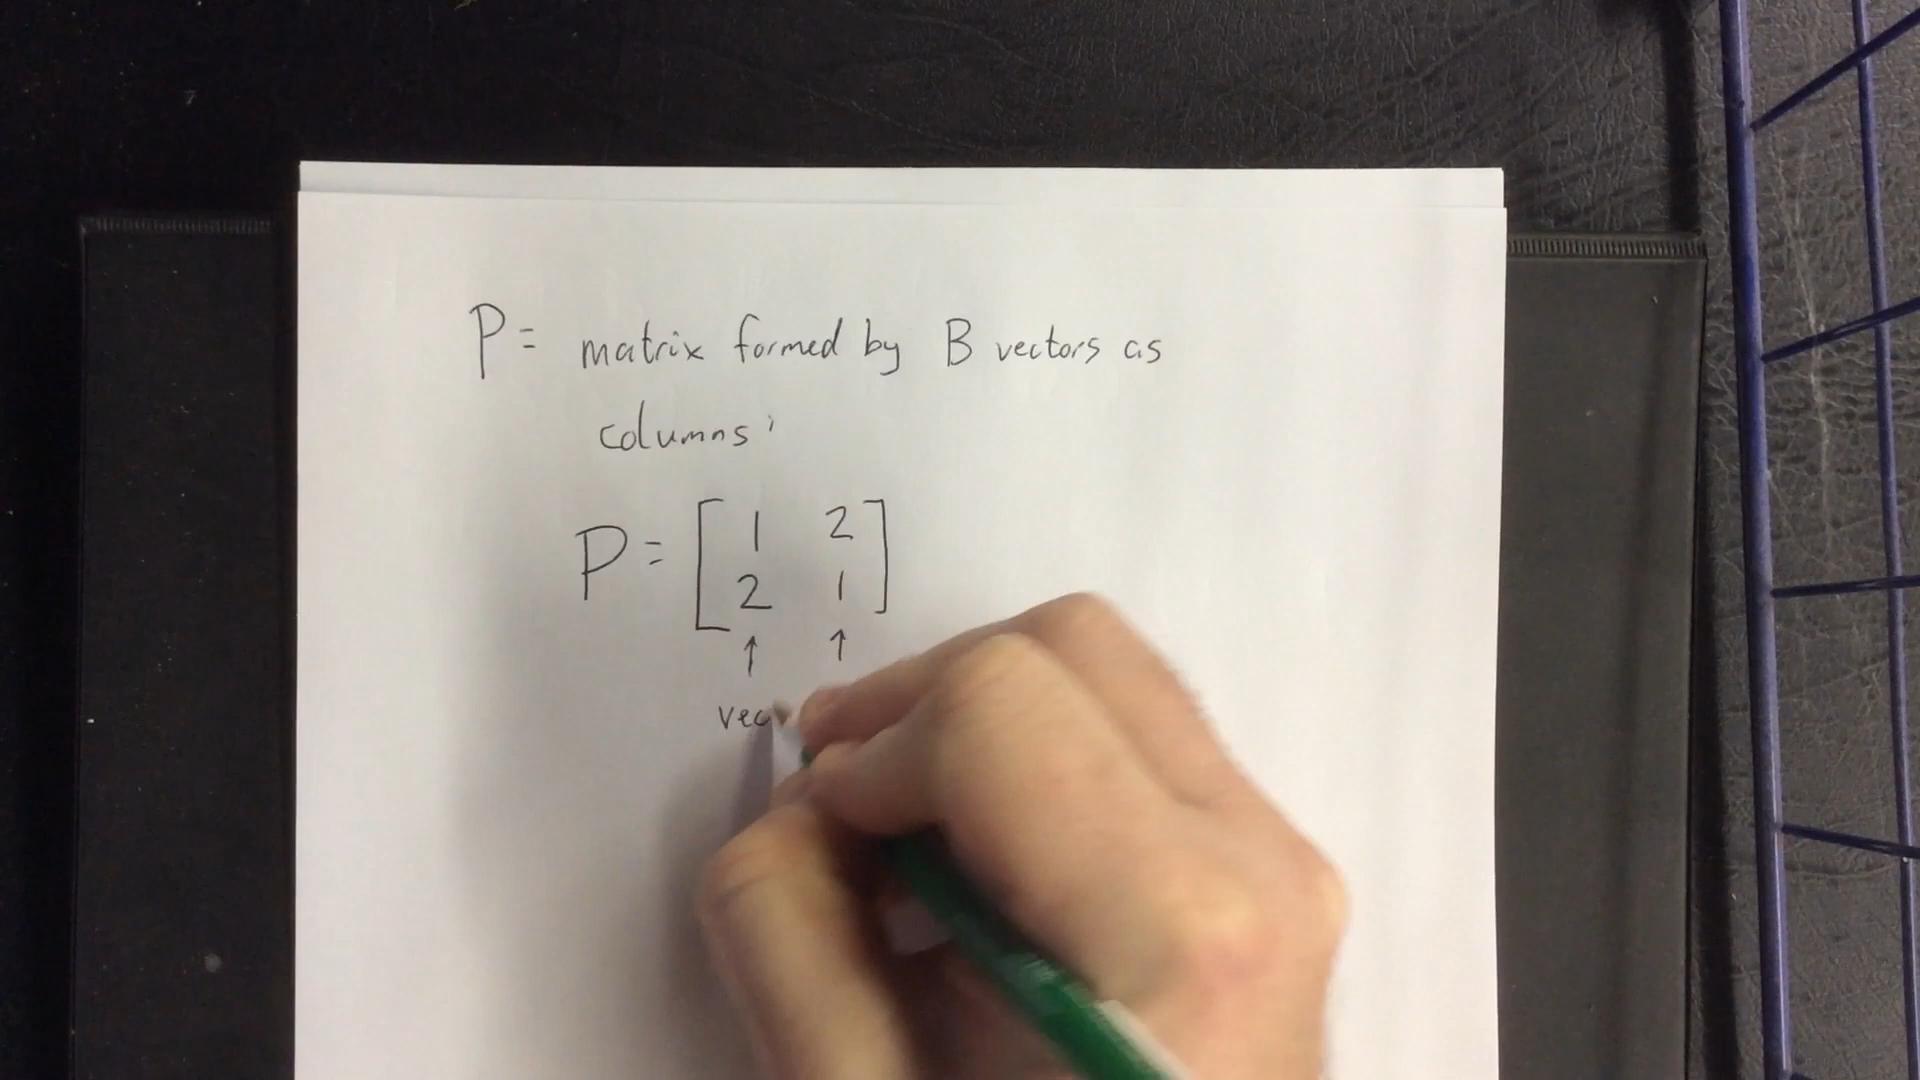 P = matrix formed by B vectors as
columns:
P = [ 1 2
2 1 ]
↑ ↑
vec